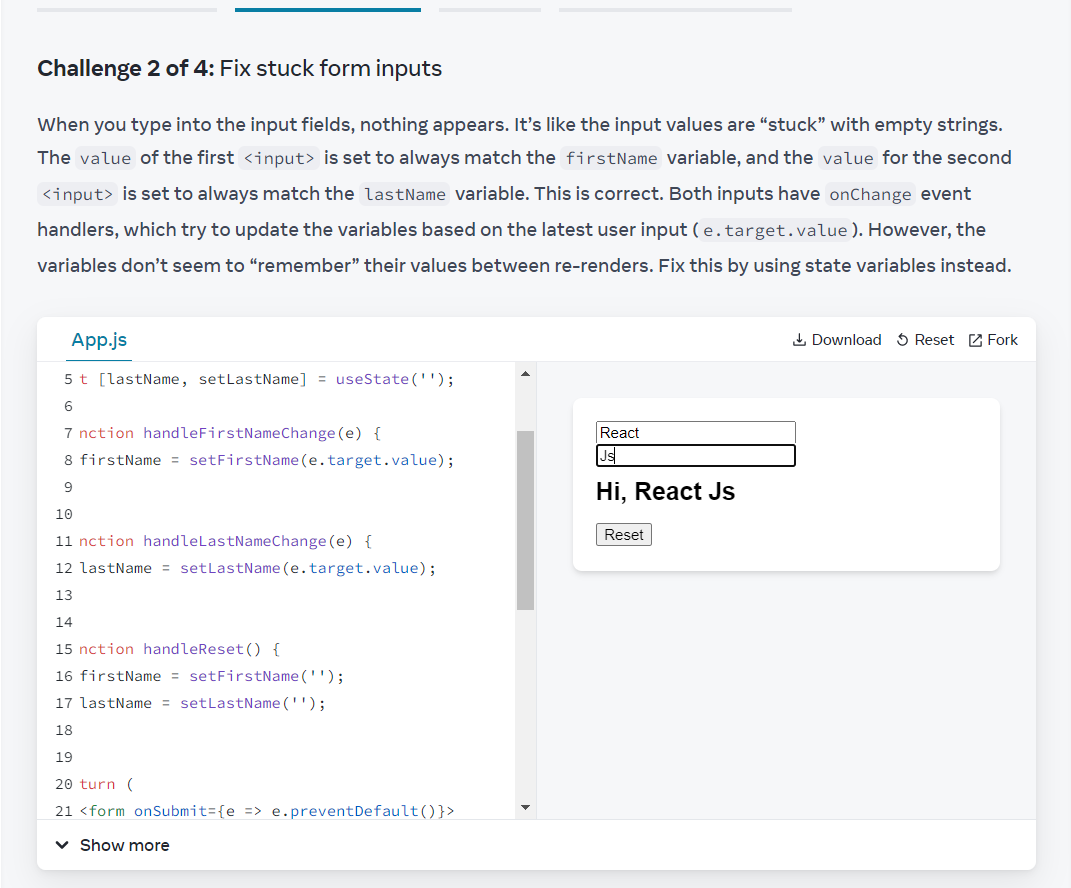 Challenge 2 of 4: Fix stuck form inputs
When you type into the input fields, nothing appears. It’s like the input values are “stuck” with empty strings.
The value of the first <input> is set to always match the firstName variable, and the value for the second
<input> is set to always match the lastName variable. This is correct. Both inputs have onChange event
handlers, which try to update the variables based on the latest user input (e.target.value). However, the
variables don’t seem to “remember” their values between re-renders. Fix this by using state variables instead.
App.js
Download Reset Fork
5 t [lastName, setLastName] = useState('');
6
7 nction handleFirstNameChange(e) {
8 firstName = setFirstName(e.target.value);
9
10
11 nction handleLastNameChange(e) {
12 lastName = setLastName(e.target.value);
13
14
15 nction handleReset() {
16 firstName = setFirstName('');
17 lastName = setLastName('');
18
19
20 turn (
21 <form onSubmit={e => e.preventDefault()}>
React
Js
Hi, React Js
Reset
Show more